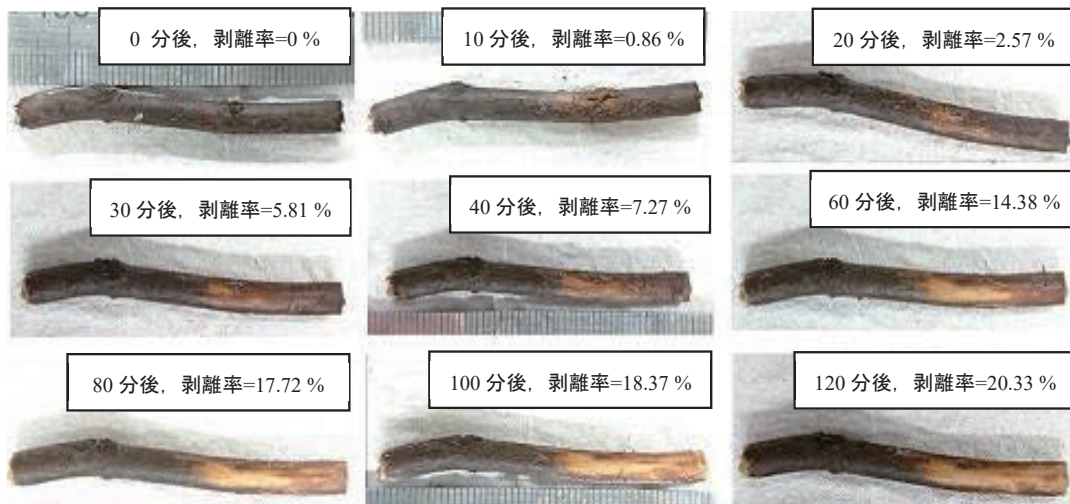 0 分後，剥離率=0 %
10 分後，剥離率=0.86 %
20 分後，剥離率=2.57 %
30 分後，剥離率=5.81 %
40 分後，剥離率=7.27 %
60 分後，剥離率=14.38 %
80 分後，剥離率=17.72 %
100 分後，剥離率=18.37 %
120 分後，剥離率=20.33 %